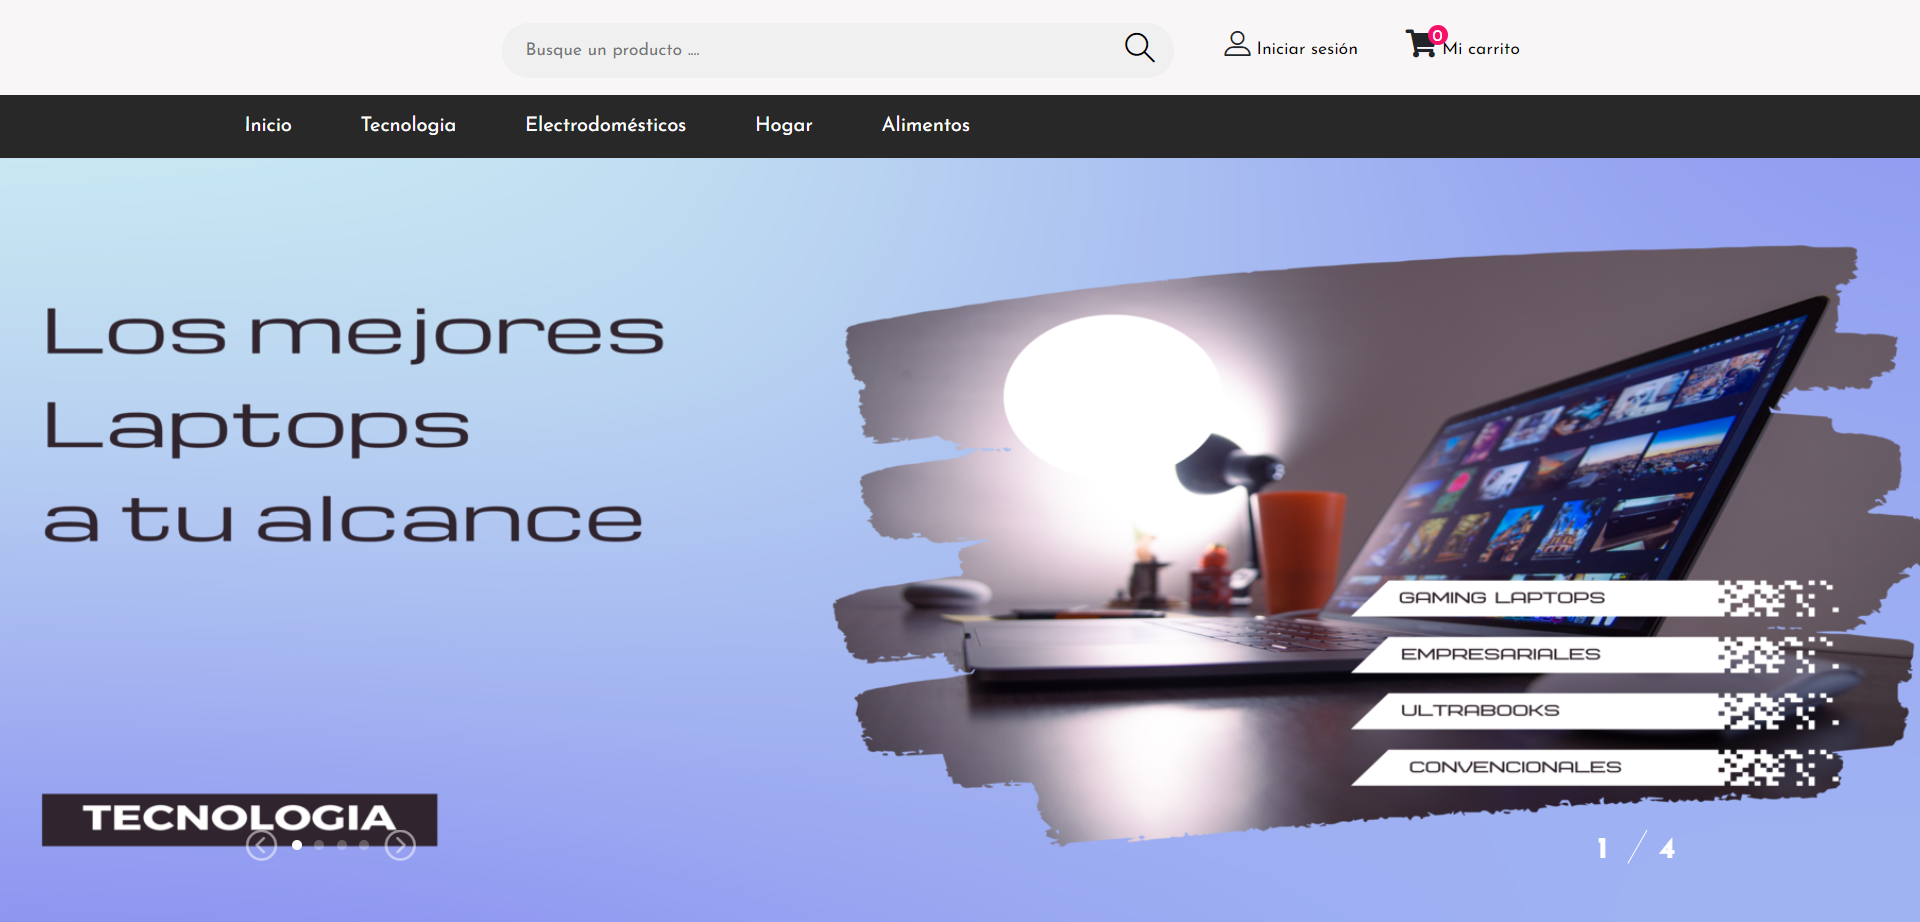 Busque un producto ....
Iniciar sesión
0
Mi carrito
Inicio
Tecnologia
Electrodomésticos
Hogar
Alimentos
Los mejores
Laptops
a tu alcance
GAMING LAPTOPS
EMPRESARIALES
ULTRABOOKS
CONVENCIONALES
TECNOLOGIA
1 / 4